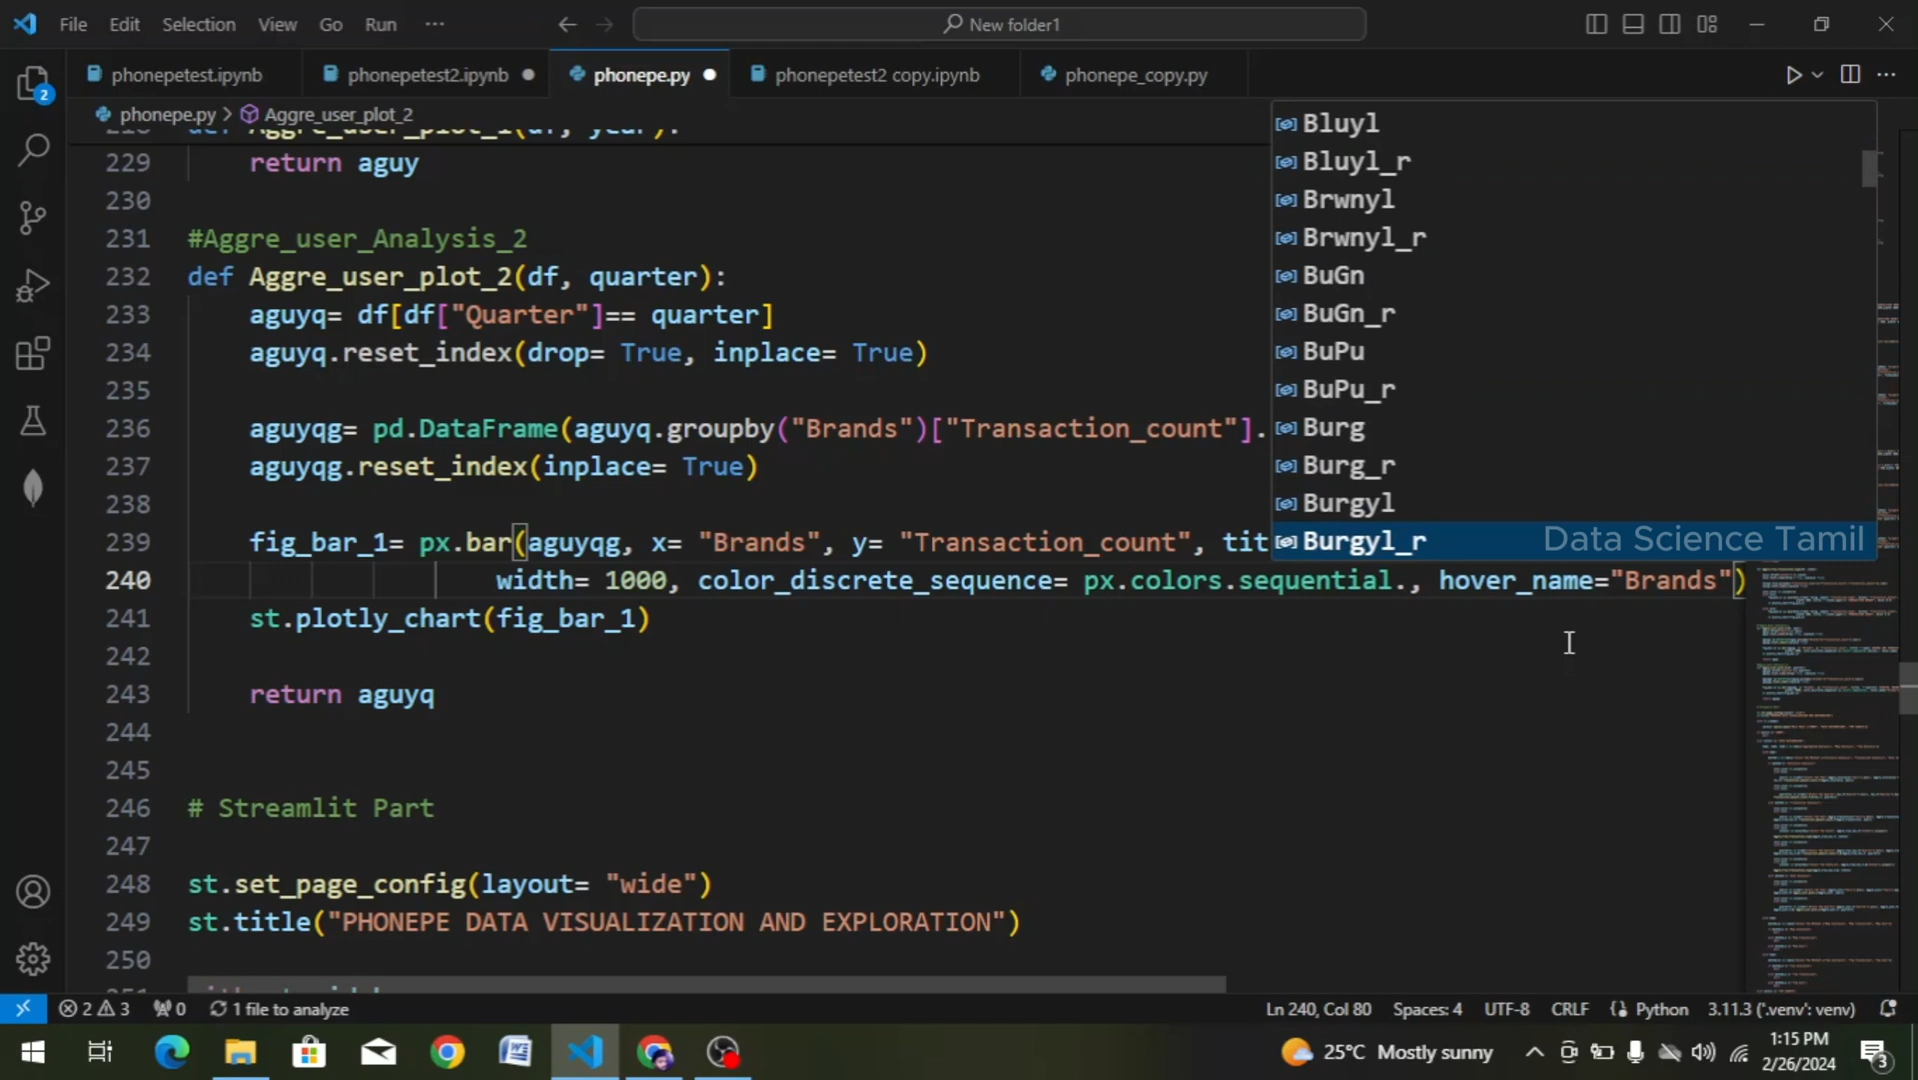 File Edit Selection View Go Run ··· New folder1
phonepetest.ipynb phonepetest2.ipynb phonepe.py phonepetest2 copy.ipynb phonepe_copy.py
2 phonepe.py > Aggre_user_plot_2
229 return aguy
230
231 #Aggre_user_Analysis_2
232 def Aggre_user_plot_2(df, quarter):
233 aguyq= df[df["Quarter"]== quarter]
234 aguyq.reset_index(drop= True, inplace= True)
235
236 aguyqg= pd.DataFrame(aguyq.groupby("Brands")["Transaction_count"].
237 aguyqg.reset_index(inplace= True)
238
239 fig_bar_1= px.bar(aguyqg, x= "Brands", y= "Transaction_count", tit
240 width= 1000, color_discrete_sequence= px.colors.sequential., hover_name="Brands")
241 st.plotly_chart(fig_bar_1)
242
243 return aguyq
244
245
246 # Streamlit Part
247
248 st.set_page_config(layout= "wide")
249 st.title("PHONEPE DATA VISUALIZATION AND EXPLORATION")
250
Bluyl
Bluyl_r
Brwnyl
Brwnyl_r
BuGn
BuGn_r
BuPu
BuPu_r
Burg
Burg_r
Burgyl
Burgyl_r Data Science Tamil
2 3 0 1 file to analyze Ln 240, Col 80 Spaces: 4 UTF-8 CRLF Python 3.11.3 ('.venv': venv)
25°C Mostly sunny 1:15 PM
2/26/2024 3